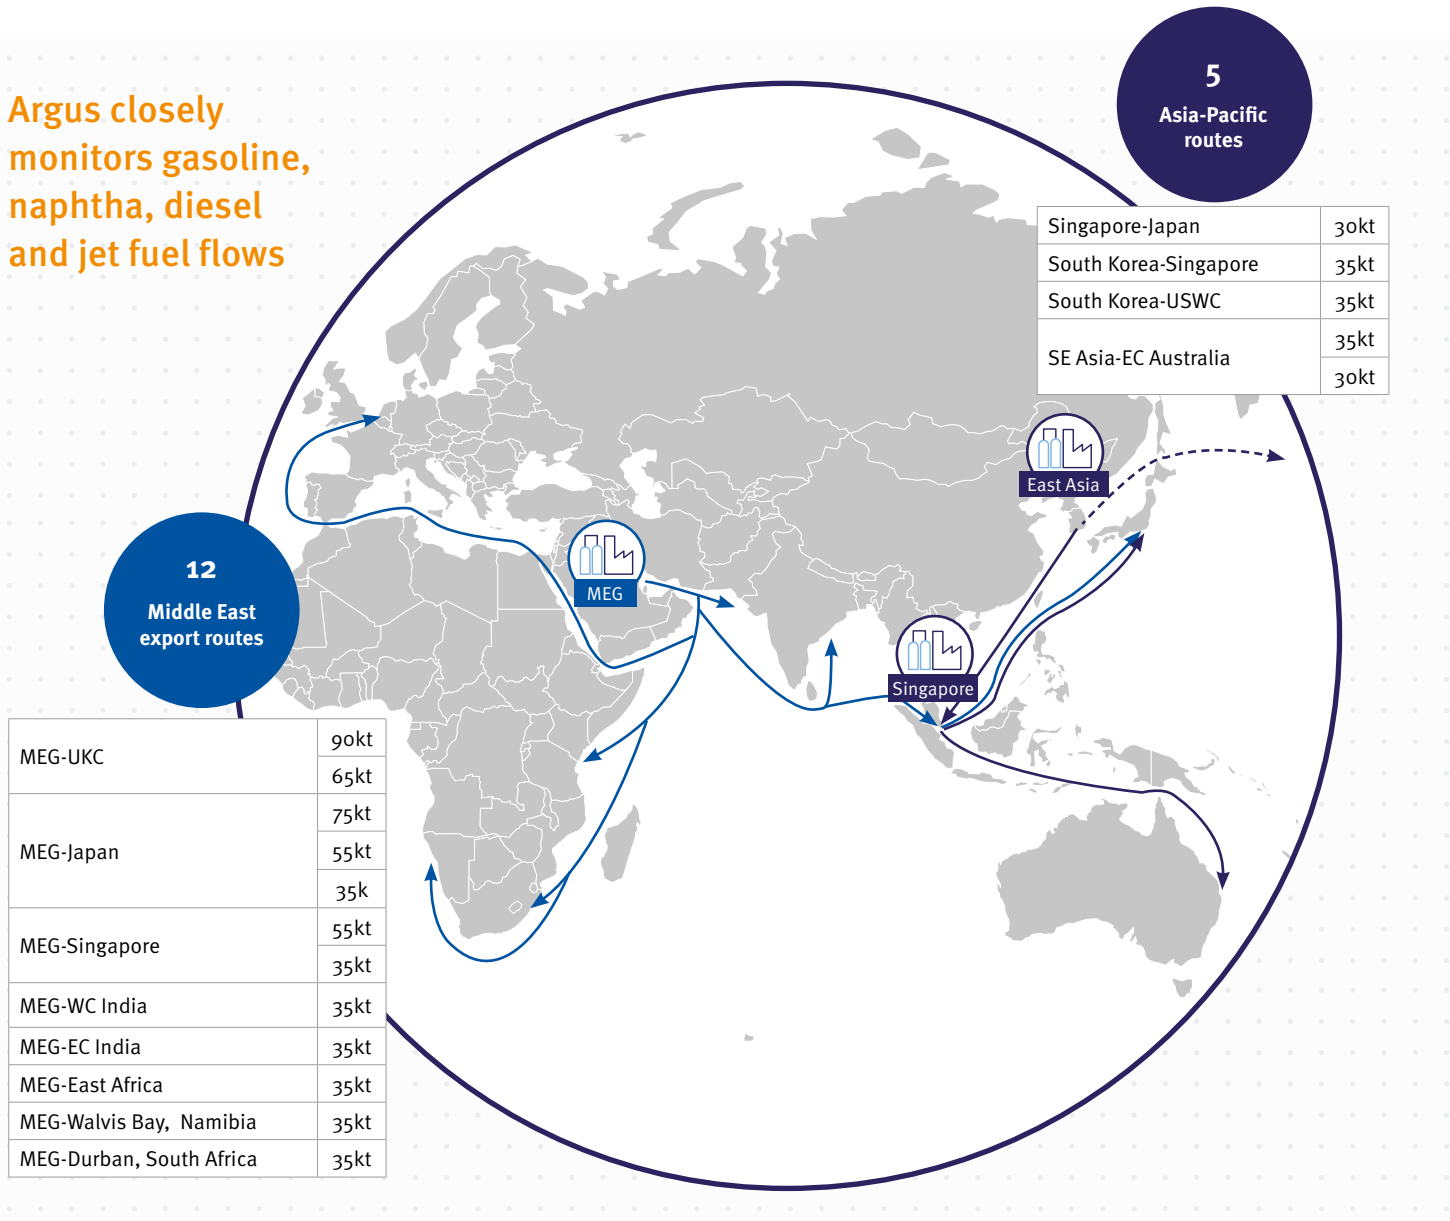 Argus closely
monitors gasoline,
naphtha, diesel
and jet fuel flows
5
Asia-Pacific
routes
Singapore-Japan 30kt
South Korea-Singapore 35kt
South Korea-USWC 35kt
SE Asia-EC Australia 35kt
30kt
East Asia
MEG
Singapore
12
Middle East
export routes
MEG-UKC 90kt
65kt
MEG-Japan 75kt
55kt
35k
MEG-Singapore 55kt
35kt
MEG-WC India 35kt
MEG-EC India 35kt
MEG-East Africa 35kt
MEG-Walvis Bay, Namibia 35kt
MEG-Durban, South Africa 35kt